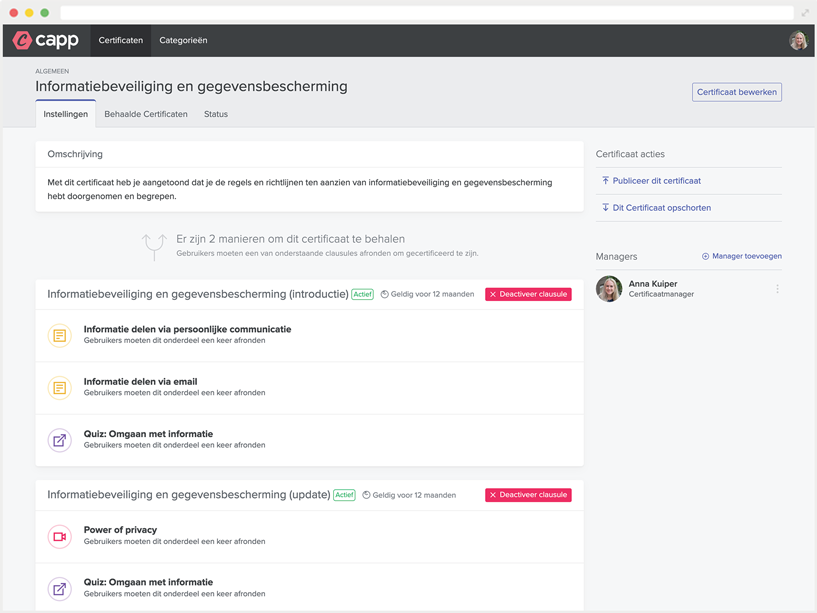 capp
Certificaten
Categorieën
ALGEMEEN
Informatiebeveiliging en gegevensbescherming
Certificaat bewerken
Instellingen
Behaalde Certificaten
Status
Omschrijving
Met dit certificaat heb je aangetoond dat je de regels en richtlijnen ten aanzien van informatiebeveiliging en gegevensbescherming
hebt doorgenomen en begrepen.
Er zijn 2 manieren om dit certificaat te behalen
Gebruikers moeten een van onderstaande clausules afronden om gecertificeerd te zijn.
Informatiebeveiliging en gegevensbescherming (introductie) Actief Geldig voor 12 maanden Deactiveer clausule
Informatie delen via persoonlijke communicatie
Gebruikers moeten dit onderdeel een keer afronden
Informatie delen via email
Gebruikers moeten dit onderdeel een keer afronden
Quiz: Omgaan met informatie
Gebruikers moeten dit onderdeel een keer afronden
Informatiebeveiliging en gegevensbescherming (update) Actief Geldig voor 12 maanden Deactiveer clausule
Power of privacy
Gebruikers moeten dit onderdeel een keer afronden
Quiz: Omgaan met informatie
Gebruikers moeten dit onderdeel een keer afronden
Certificaat acties
Publiceer dit certificaat
Dit Certificaat opschorten
Managers
Manager toevoegen
Anna Kuiper
Certificaatmanager